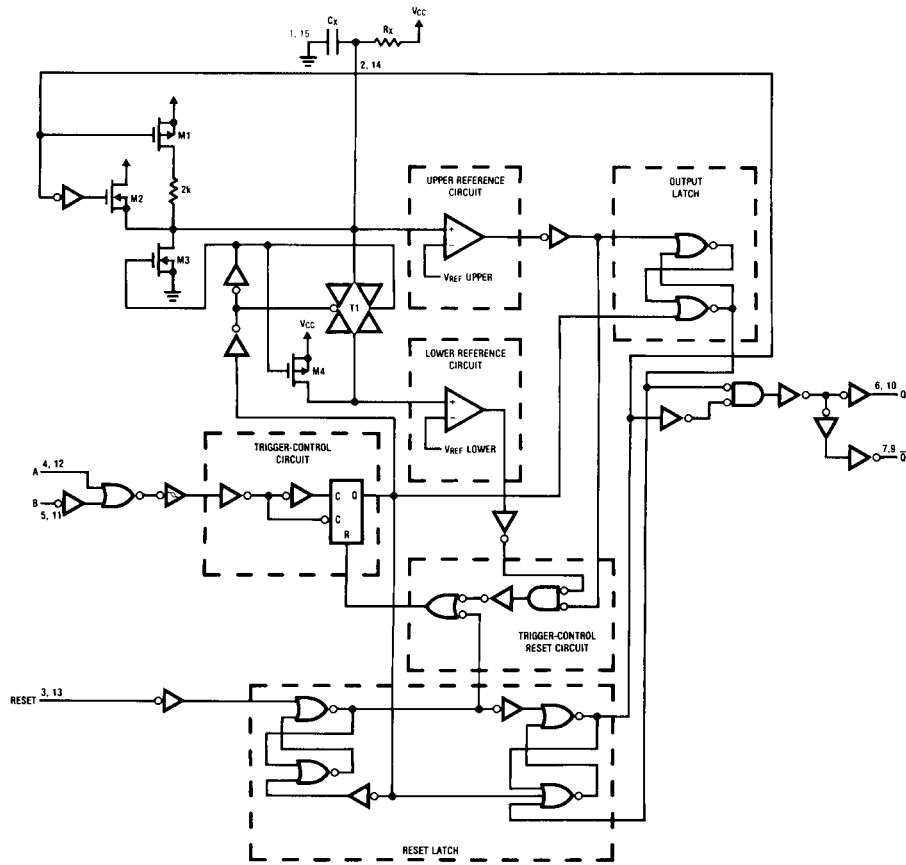 VCC
CX
RX
1, 15
2, 14
M1
2k
M2
M3
UPPER REFERENCE
CIRCUIT
+
−
VREF UPPER
OUTPUT
LATCH
T1
VCC
M4
LOWER REFERENCE
CIRCUIT
+
−
VREF LOWER
6, 10
Q
7,9
Q̅
TRIGGER-CONTROL
CIRCUIT
A
4, 12
B
5, 11
C
Q
C
R
TRIGGER-CONTROL
RESET CIRCUIT
RESET
3, 13
RESET LATCH